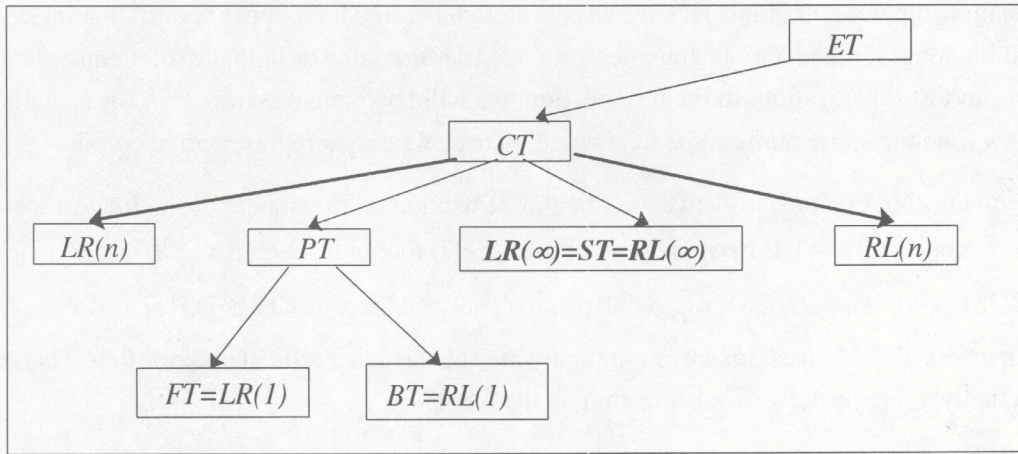 ET
CT
LR(n) PT LR(∞)=ST=RL(∞) RL(n)
FT=LR(1) BT=RL(1)